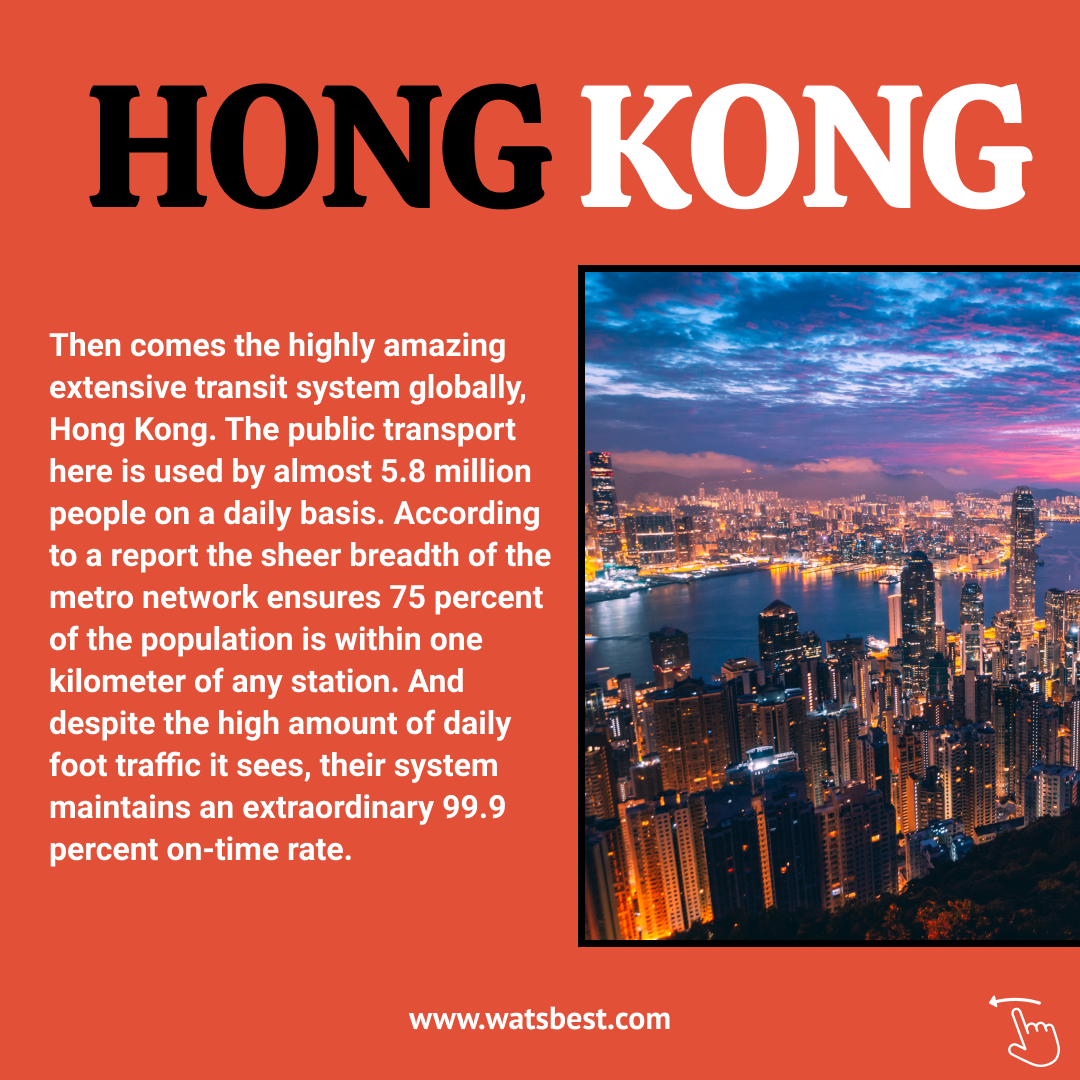 HONG KONG
Then comes the highly amazing
extensive transit system globally,
Hong Kong. The public transport
here is used by almost 5.8 million
people on a daily basis. According
to a report the sheer breadth of the
metro network ensures 75 percent
of the population is within one
kilometer of any station. And
despite the high amount of daily
foot traffic it sees, their system
maintains an extraordinary 99.9
percent on-time rate.
www.watsbest.com